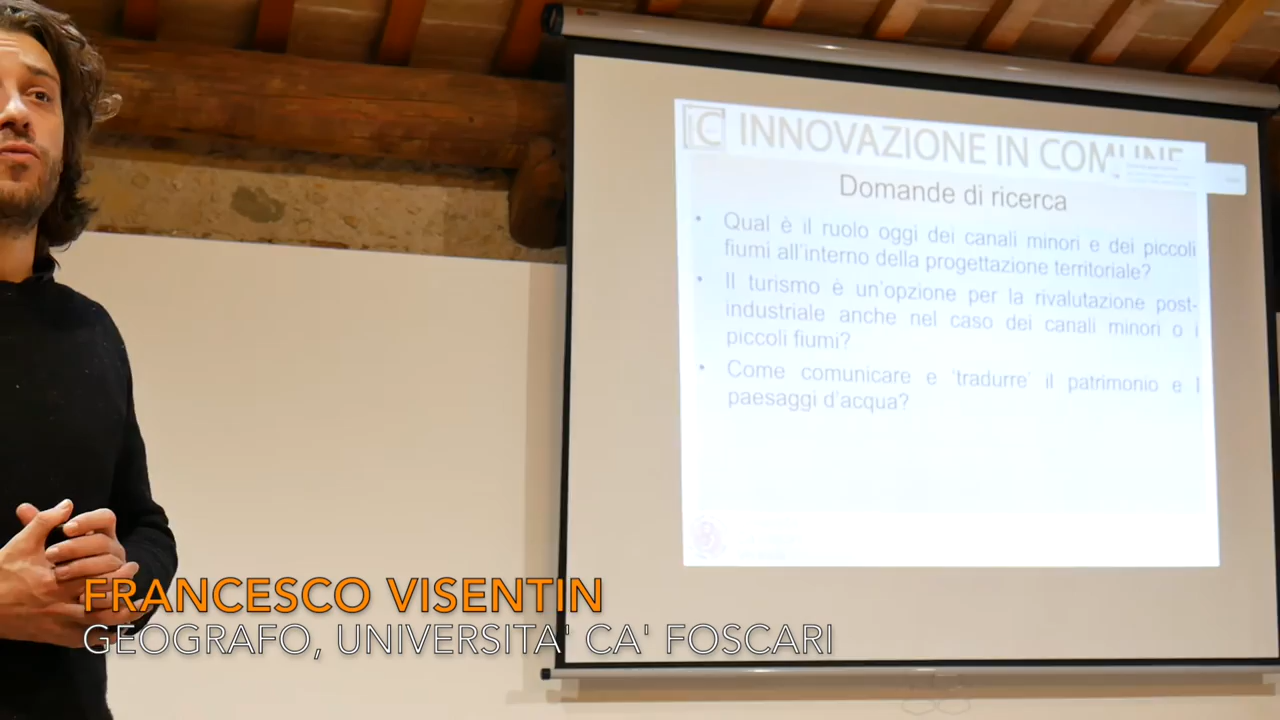 IC INNOVAZIONE IN COMUNE
Domande di ricerca
• Qual è il ruolo oggi dei canali minori e dei piccoli
fiumi all'interno della progettazione territoriale?
• Il turismo è un'opzione per la rivalutazione post-
industriale anche nel caso dei canali minori o i
piccoli fiumi?
• Come comunicare e 'tradurre' il patrimonio e I
paesaggi d'acqua?
FRANCESCO VISENTIN
GEOGRAFO, UNIVERSITA' CA' FOSCARI